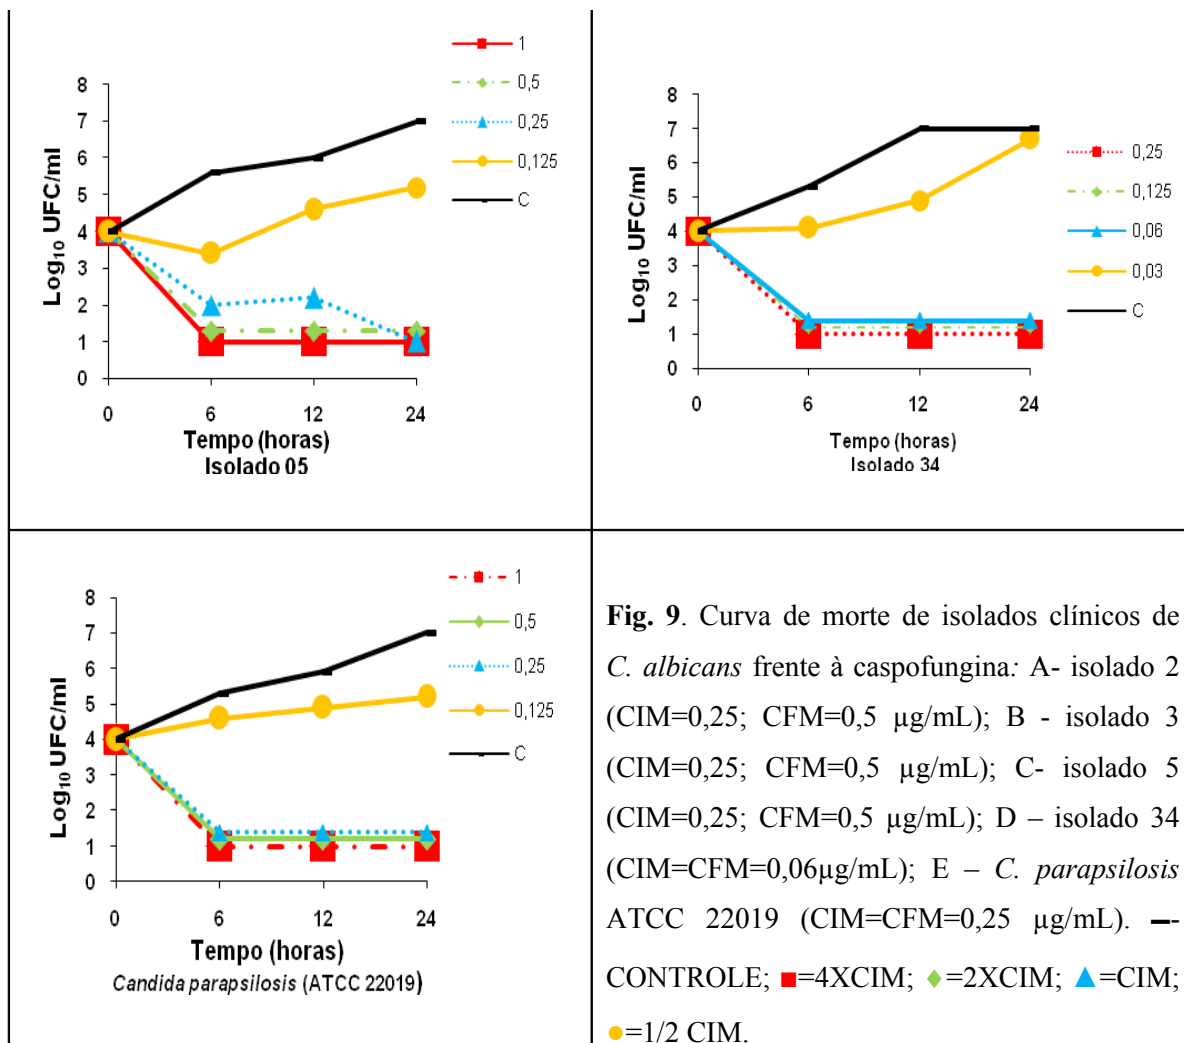 1
0,5
0,25
0,125
C
8
7
6
5
4
3
2
1
0
Log₁₀ UFC/ml
0 6 12 24
Tempo (horas)
Isolado 05
0,25
0,125
0,06
0,03
C
8
7
6
5
4
3
2
1
0
Log₁₀ UFC/ml
0 6 12 24
Tempo (horas)
Isolado 34
1
0,5
0,25
0,125
C
8
7
6
5
4
3
2
1
0
Log₁₀ UFC/ml
0 6 12 24
Tempo (horas)
Candida parapsilosis (ATCC 22019)
Fig. 9. Curva de morte de isolados clínicos de
C. albicans frente à caspofungina: A- isolado 2
(CIM=0,25; CFM=0,5 µg/mL); B - isolado 3
(CIM=0,25; CFM=0,5 µg/mL); C- isolado 5
(CIM=0,25; CFM=0,5 µg/mL); D – isolado 34
(CIM=CFM=0,06µg/mL); E – C. parapsilosis
ATCC 22019 (CIM=CFM=0,25 µg/mL). –-
CONTROLE; ■=4XCIM; ◆=2XCIM; ▲=CIM;
●=1/2 CIM.